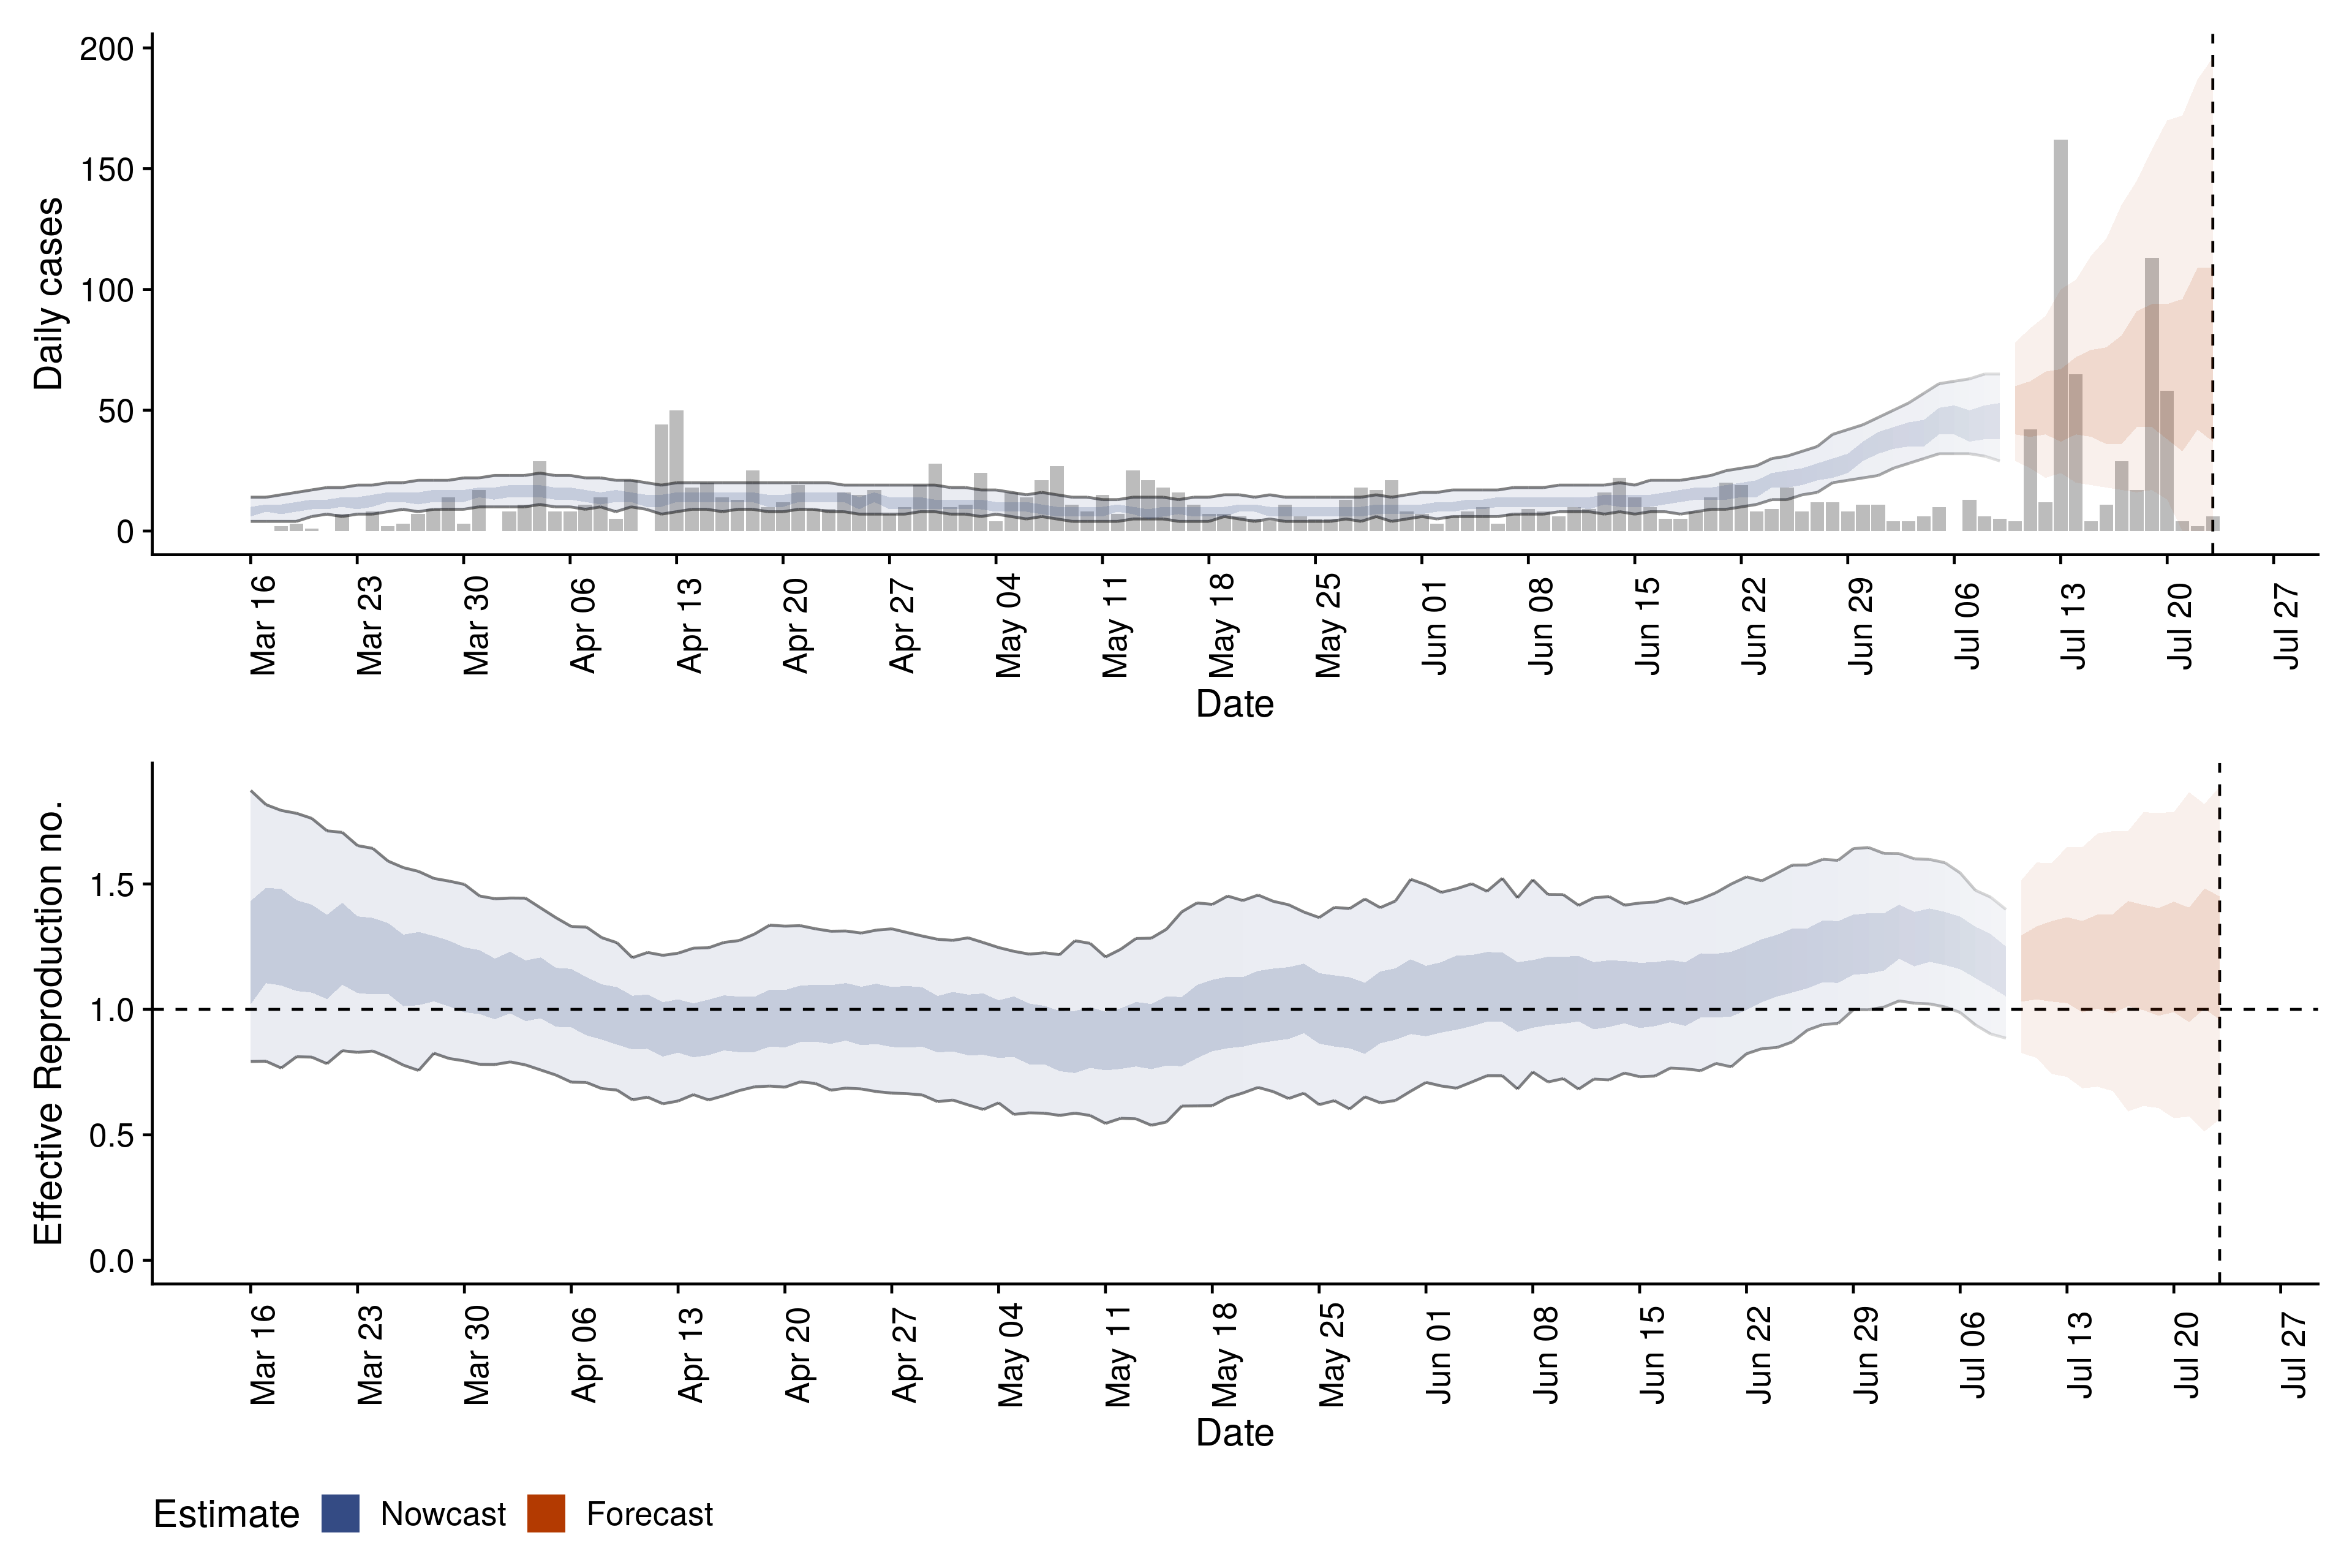 Daily cases
200
150
100
50
0
Mar 16
Mar 23
Mar 30
Apr 06
Apr 13
Apr 20
Apr 27
May 04
May 11
May 18
May 25
Jun 01
Jun 08
Jun 15
Jun 22
Jun 29
Jul 06
Jul 13
Jul 20
Jul 27
Date
Effective Reproduction no.
1.5
1.0
0.5
0.0
Mar 16
Mar 23
Mar 30
Apr 06
Apr 13
Apr 20
Apr 27
May 04
May 11
May 18
May 25
Jun 01
Jun 08
Jun 15
Jun 22
Jun 29
Jul 06
Jul 13
Jul 20
Jul 27
Date
Estimate Nowcast Forecast